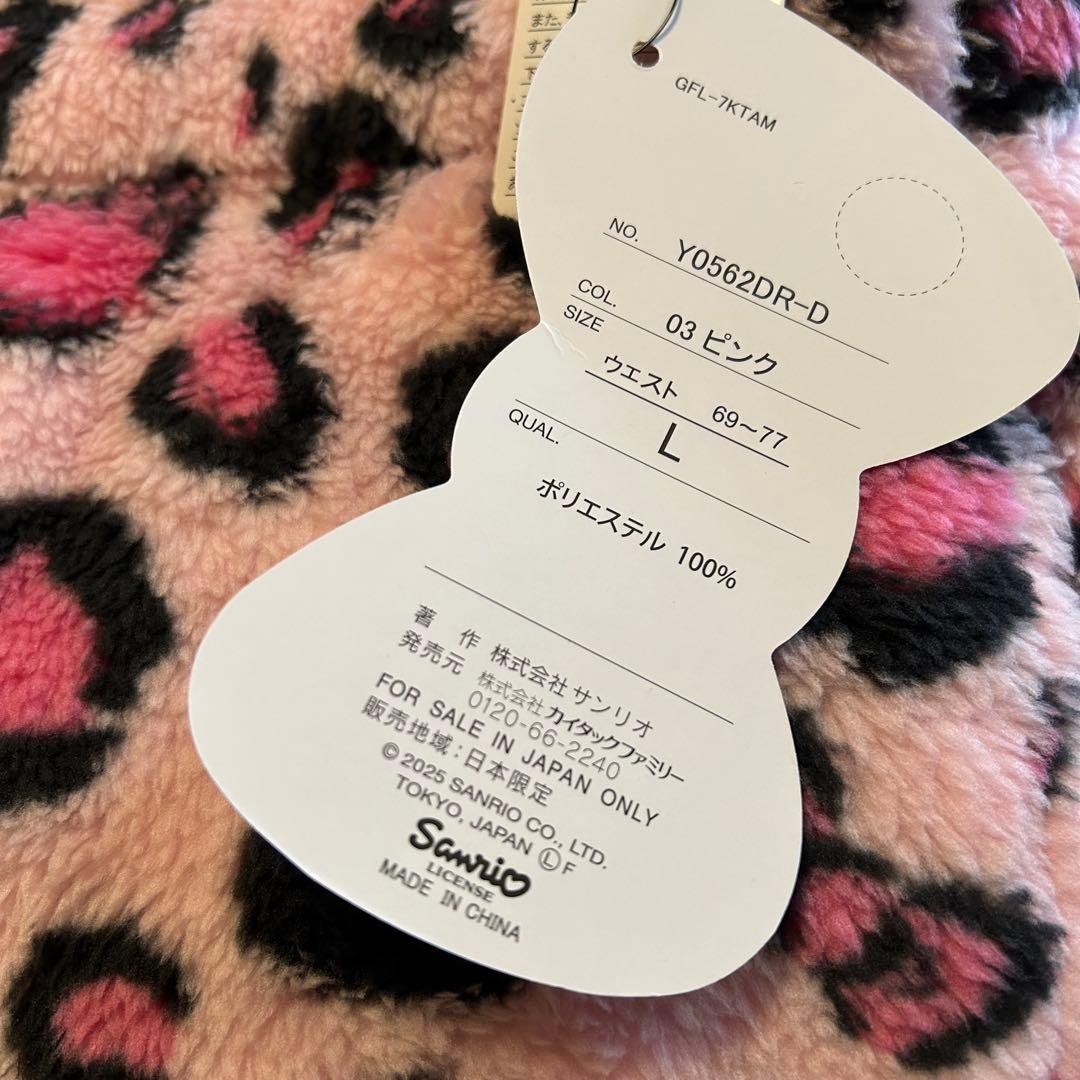 また、
する
GFL-7KTAM
NO. Y0562DR-D
COL. 03 ピンク
SIZE ウエスト 69～77
L
QUAL.
ポリエステル 100%
著 作 株式会社 サンリオ
発売元 株式会社 カイタックファミリー
0120-66-2240
FOR SALE IN JAPAN ONLY
販売地域：日本限定
© 2025 SANRIO CO., LTD.
TOKYO, JAPAN Ⓛ F
Sanrio
LICENSE
MADE IN CHINA